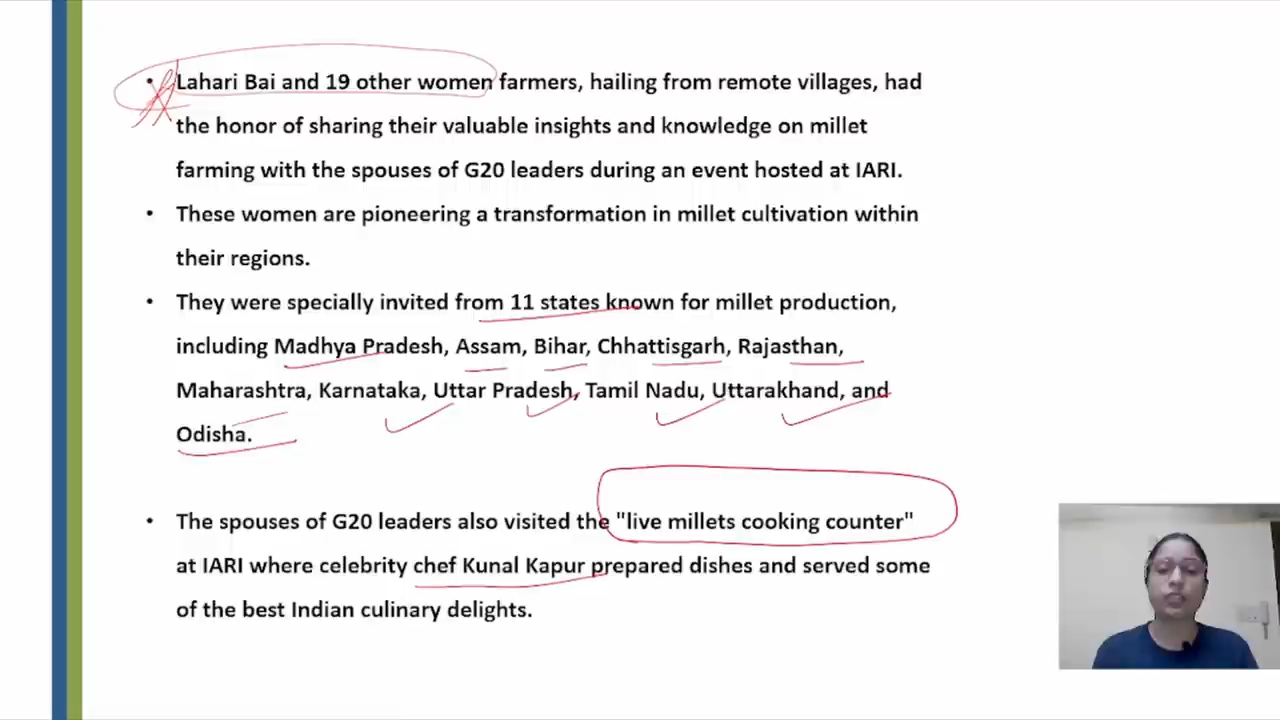 • Lahari Bai and 19 other women farmers, hailing from remote villages, had
the honor of sharing their valuable insights and knowledge on millet
farming with the spouses of G20 leaders during an event hosted at IARI.
• These women are pioneering a transformation in millet cultivation within
their regions.
• They were specially invited from 11 states known for millet production,
including Madhya Pradesh, Assam, Bihar, Chhattisgarh, Rajasthan,
Maharashtra, Karnataka, Uttar Pradesh, Tamil Nadu, Uttarakhand, and
Odisha.
• The spouses of G20 leaders also visited the "live millets cooking counter"
at IARI where celebrity chef Kunal Kapur prepared dishes and served some
of the best Indian culinary delights.